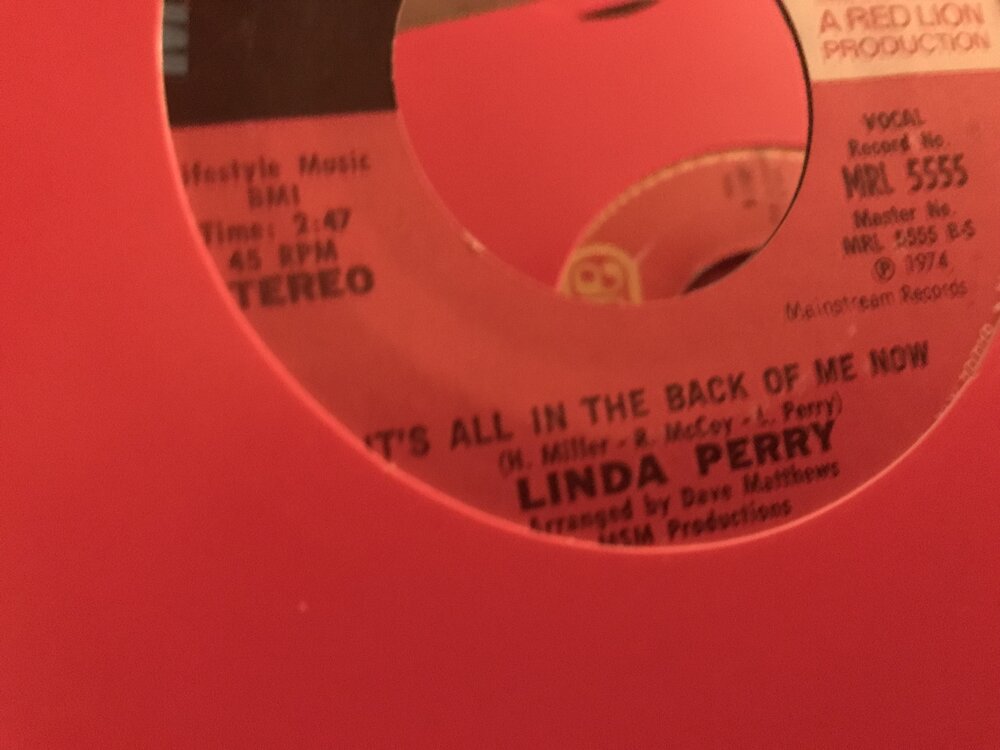 A RED LION
PRODUCTION
ifestyle Music
BMI
Time: 2:47
45 RPM
TEREO
VOCAL
Record No.
MRL 5555
Master No.
MRL 5555 B-S
Ⓟ 1974
Mainstream Records
IT'S ALL IN THE BACK OF ME NOW
(H. Miller - R. McCoy - L. Perry)
LINDA PERRY
Arranged by Dave Matthews
MSM Productions